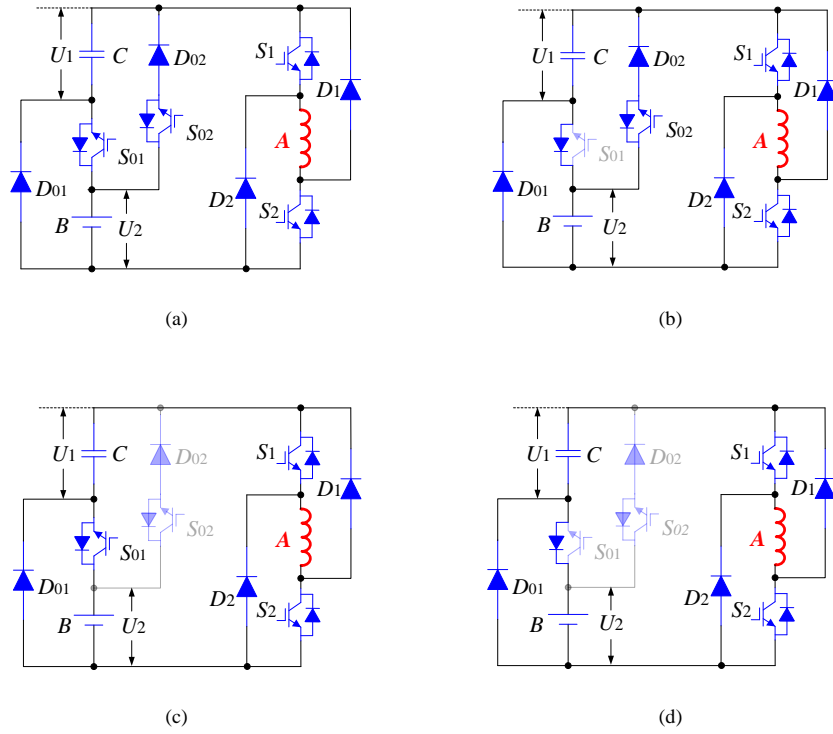 U1 C D02 S1 D1
S01 S02 A
D01 D2 S2
B U2
(a)
U1 C D02 S1 D1
S01 S02 A
D01 D2 S2
B U2
(b)
U1 C D02 S1 D1
S01 S02 A
D01 D2 S2
B U2
(c)
U1 C D02 S1 D1
S01 S02 A
D01 D2 S2
B U2
(d)